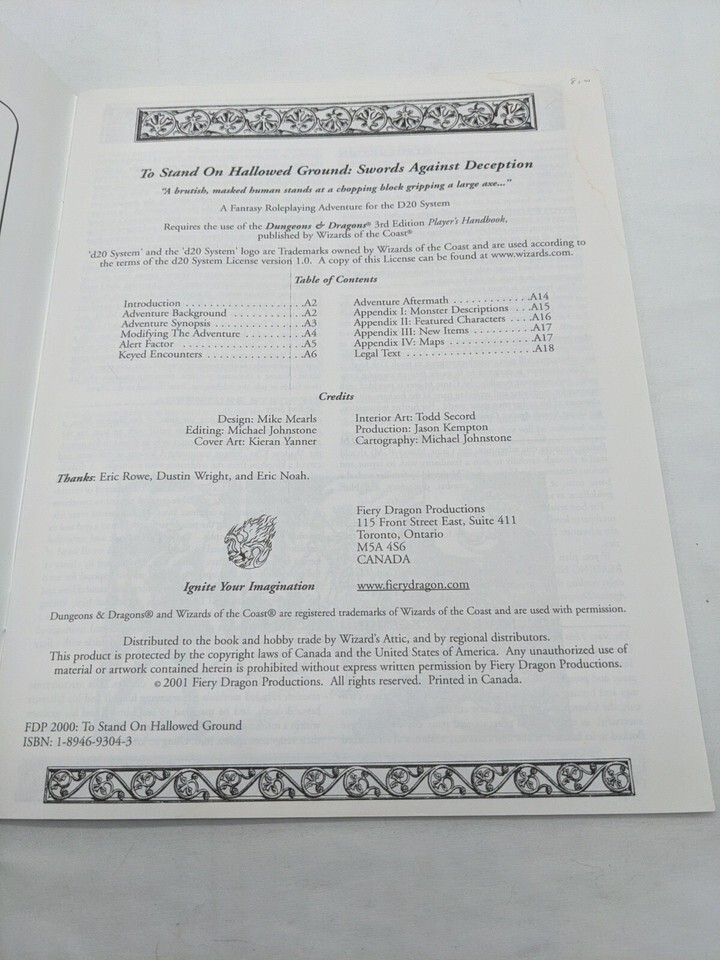 8.—
To Stand On Hallowed Ground: Swords Against Deception
"A brutish, masked human stands at a chopping block gripping a large axe..."
A Fantasy Roleplaying Adventure for the D20 System
Requires the use of the Dungeons & Dragons® 3rd Edition Player's Handbook,
published by Wizards of the Coast®
'd20 System' and the 'd20 System' logo are Trademarks owned by Wizards of the Coast and are used according to
the terms of the d20 System License version 1.0. A copy of this License can be found at www.wizards.com.
Table of Contents
Introduction . . . . . . . . . . . . . . . . . . .A2
Adventure Background . . . . . . . . . . . .A2
Adventure Synopsis . . . . . . . . . . . . . . .A3
Modifying The Adventure . . . . . . . . .A4
Alert Factor . . . . . . . . . . . . . . . . . . . .A5
Keyed Encounters . . . . . . . . . . . . . . . .A6
Adventure Aftermath . . . . . . . . . . . .A14
Appendix I: Monster Descriptions . . .A15
Appendix II: Featured Characters . . . .A16
Appendix III: New Items . . . . . . . . . .A17
Appendix IV: Maps . . . . . . . . . . . . . .A17
Legal Text . . . . . . . . . . . . . . . . . . . .A18
Credits
Design: Mike Mearls
Editing: Michael Johnstone
Cover Art: Kieran Yanner
Interior Art: Todd Secord
Production: Jason Kempton
Cartography: Michael Johnstone
Thanks: Eric Rowe, Dustin Wright, and Eric Noah.
Ignite Your Imagination
Fiery Dragon Productions
115 Front Street East, Suite 411
Toronto, Ontario
M5A 4S6
CANADA
www.fierydragon.com
Dungeons & Dragons® and Wizards of the Coast® are registered trademarks of Wizards of the Coast and are used with permission.
Distributed to the book and hobby trade by Wizard's Attic, and by regional distributors.
This product is protected by the copyright laws of Canada and the United States of America. Any unauthorized use of
material or artwork contained herein is prohibited without express written permission by Fiery Dragon Productions.
©2001 Fiery Dragon Productions. All rights reserved. Printed in Canada.
FDP 2000: To Stand On Hallowed Ground
ISBN: 1-8946-9304-3